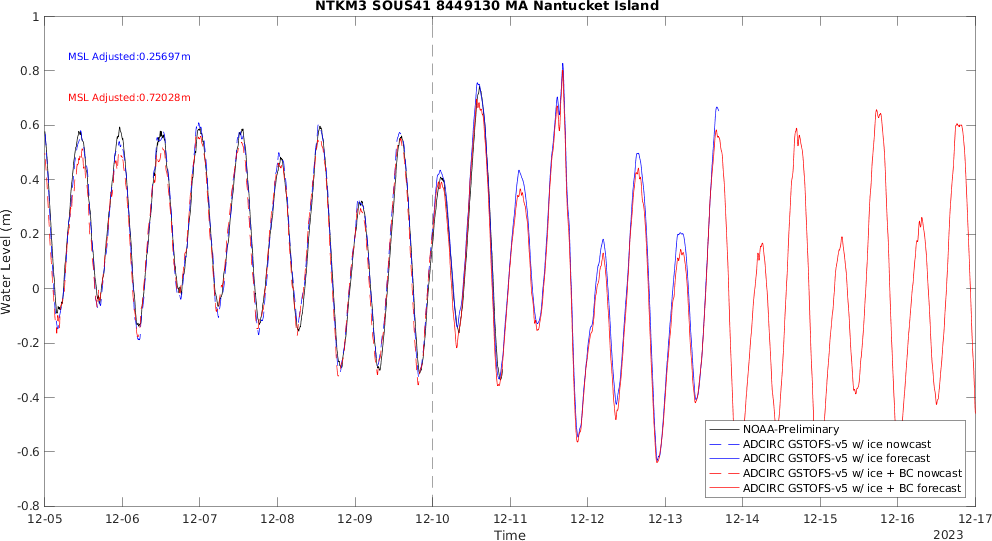 NTKM3 SOUS41 8449130 MA Nantucket Island
MSL Adjusted:0.25697m
MSL Adjusted:0.72028m
1
0.8
0.6
0.4
0.2
0
-0.2
-0.4
-0.6
-0.8
Water Level (m)
NOAA-Preliminary
ADCIRC GSTOFS-v5 w/ ice nowcast
ADCIRC GSTOFS-v5 w/ ice forecast
ADCIRC GSTOFS-v5 w/ ice + BC nowcast
ADCIRC GSTOFS-v5 w/ ice + BC forecast
12-05 12-06 12-07 12-08 12-09 12-10 12-11 12-12 12-13 12-14 12-15 12-16 12-17
Time
2023